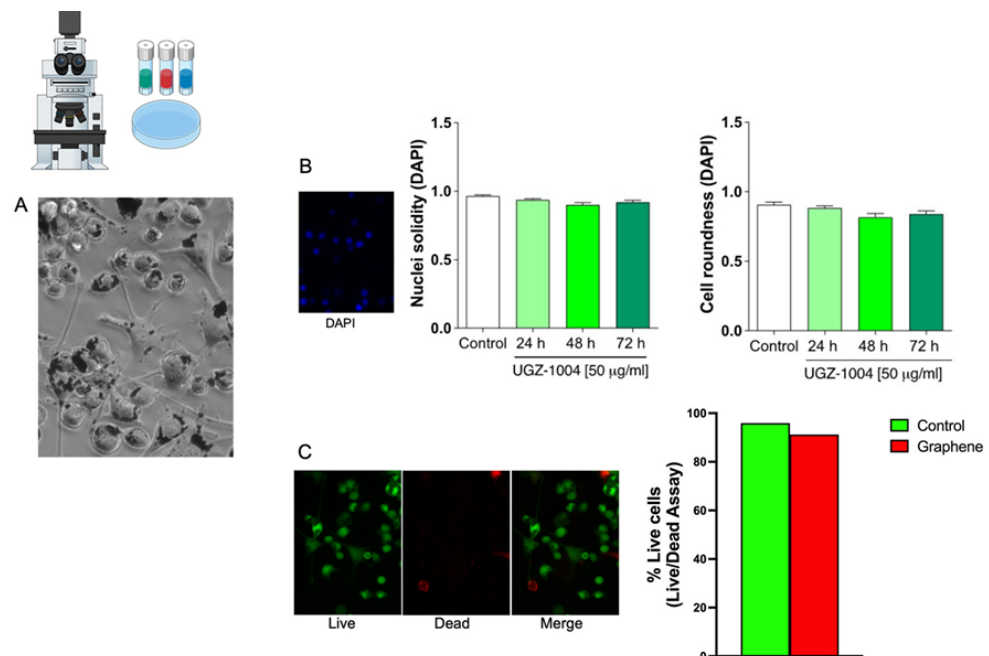 A
B
DAPI
Nuclei solidity (DAPI)
1.5
1.0
0.5
0.0
Control 24 h 48 h 72 h
UGZ-1004 [50 µg/ml]
Cell roundness (DAPI)
1.5
1.0
0.5
0.0
Control 24 h 48 h 72 h
UGZ-1004 [50 µg/ml]
C
Live Dead Merge
% Live cells
(Live/Dead Assay)
100
80
60
40
20
0
Control
Graphene